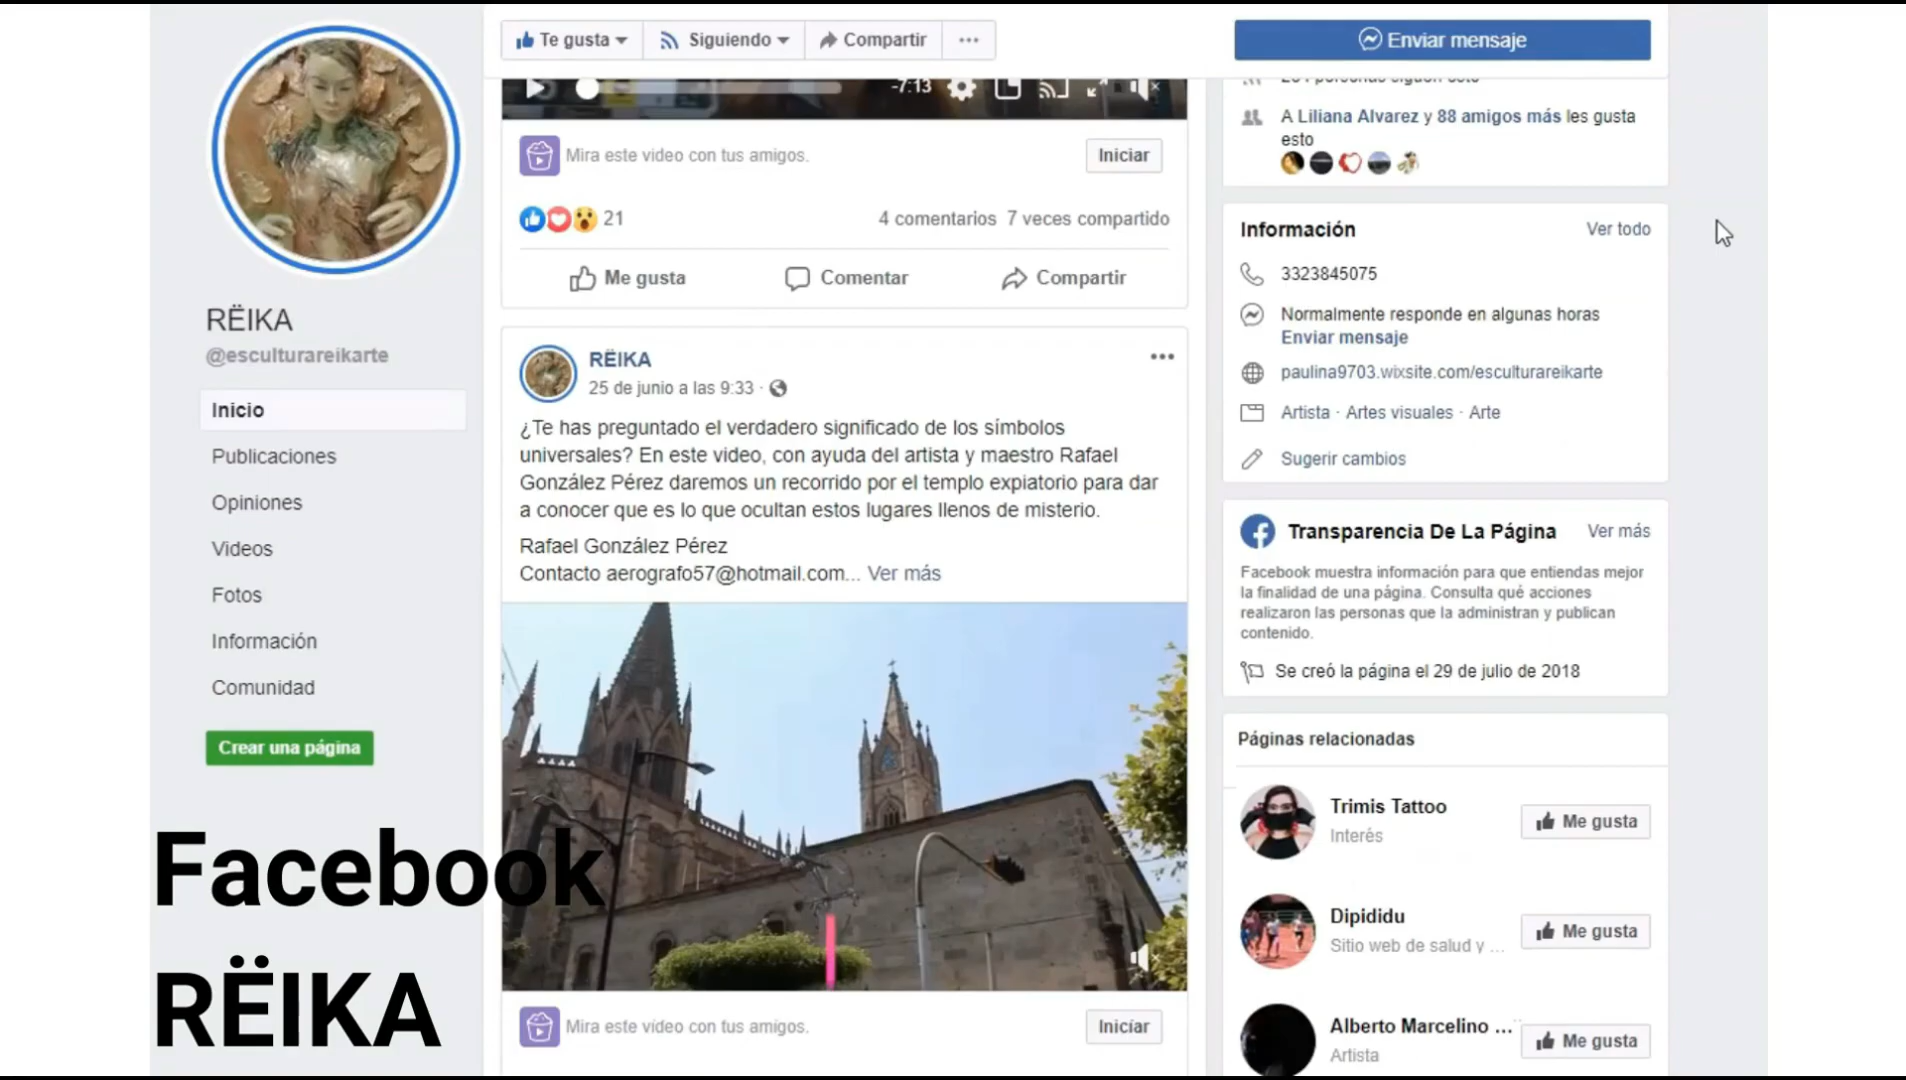 Te gusta
Siguiendo
Compartir
Enviar mensaje
-7:13
Mira este video con tus amigos.
Iniciar
21
4 comentarios 7 veces compartido
Me gusta
Comentar
Compartir
RËIKA
@esculturareikarte
Inicio
Publicaciones
Opiniones
Videos
Fotos
Información
Comunidad
Crear una página
Facebook
RËIKA
RËIKA
25 de junio a las 9:33 ·
¿Te has preguntado el verdadero significado de los símbolos
universales? En este video, con ayuda del artista y maestro Rafael
González Pérez daremos un recorrido por el templo expiatorio para dar
a conocer que es lo que ocultan estos lugares llenos de misterio.
Rafael González Pérez
Contacto aerografo57@hotmail.com... Ver más
Mira este video con tus amigos.
Iniciar
personas siguen esto
A Liliana Alvarez y 88 amigos más les gusta
esto
Información
Ver todo
3323845075
Normalmente responde en algunas horas
Enviar mensaje
paulina9703.wixsite.com/esculturareikarte
Artista · Artes visuales · Arte
Sugerir cambios
Transparencia De La Página
Ver más
Facebook muestra información para que entiendas mejor
la finalidad de una página. Consulta qué acciones
realizaron las personas que la administran y publican
contenido.
Se creó la página el 29 de julio de 2018
Páginas relacionadas
Trimis Tattoo
Interés
Me gusta
Dipididu
Sitio web de salud y ...
Me gusta
Alberto Marcelino ...
Artista
Me gusta